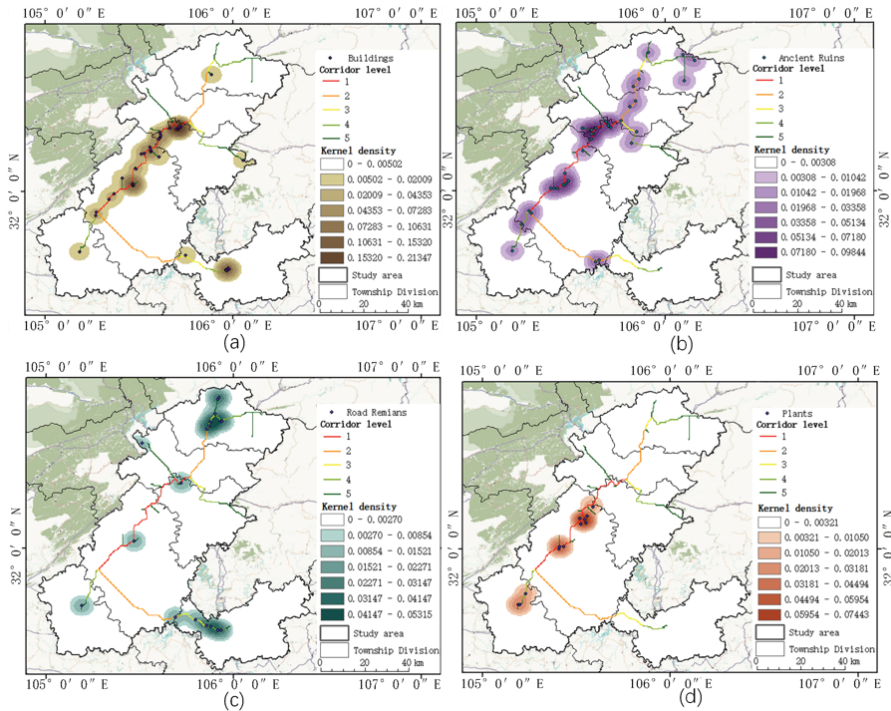 105° 0′ 0″ E 106° 0′ 0″ E 107° 0′ 0″ E
32° 0′ 0″ N
Buildings
Corridor level
1
2
3
4
5
Kernel density
0 - 0.00502
0.00502 - 0.02009
0.02009 - 0.04353
0.04353 - 0.07283
0.07283 - 0.10631
0.10631 - 0.15320
0.15320 - 0.21347
Study area
Township Division
0 20 40 km
105° 0′ 0″ E 106° 0′ 0″ E 107° 0′ 0″ E
(a)
105° 0′ 0″ E 106° 0′ 0″ E 107° 0′ 0″ E
32° 0′ 0″ N
Ancient Ruins
Corridor level
1
2
3
4
5
Kernel density
0 - 0.00308
0.00308 - 0.01042
0.01042 - 0.01968
0.01968 - 0.03358
0.03358 - 0.05134
0.05134 - 0.07180
0.07180 - 0.09844
Study area
Township Division
0 20 40 km
105° 0′ 0″ E 106° 0′ 0″ E 107° 0′ 0″ E
(b)
105° 0′ 0″ E 106° 0′ 0″ E 107° 0′ 0″ E
32° 0′ 0″ N
Road Remians
Corridor level
1
2
3
4
5
Kernel density
0 - 0.00270
0.00270 - 0.00854
0.00854 - 0.01521
0.01521 - 0.02271
0.02271 - 0.03147
0.03147 - 0.04147
0.04147 - 0.05315
Study area
Township Division
0 20 40 km
105° 0′ 0″ E 106° 0′ 0″ E 107° 0′ 0″ E
(c)
105° 0′ 0″ E 106° 0′ 0″ E 107° 0′ 0″ E
32° 0′ 0″ N
Plants
Corridor level
1
2
3
4
5
Kernel density
0 - 0.00321
0.00321 - 0.01050
0.01050 - 0.02013
0.02013 - 0.03181
0.03181 - 0.04494
0.04494 - 0.05954
0.05954 - 0.07443
Study area
Township Division
0 20 40 km
105° 0′ 0″ E 106° 0′ 0″ E 107° 0′ 0″ E
(d)